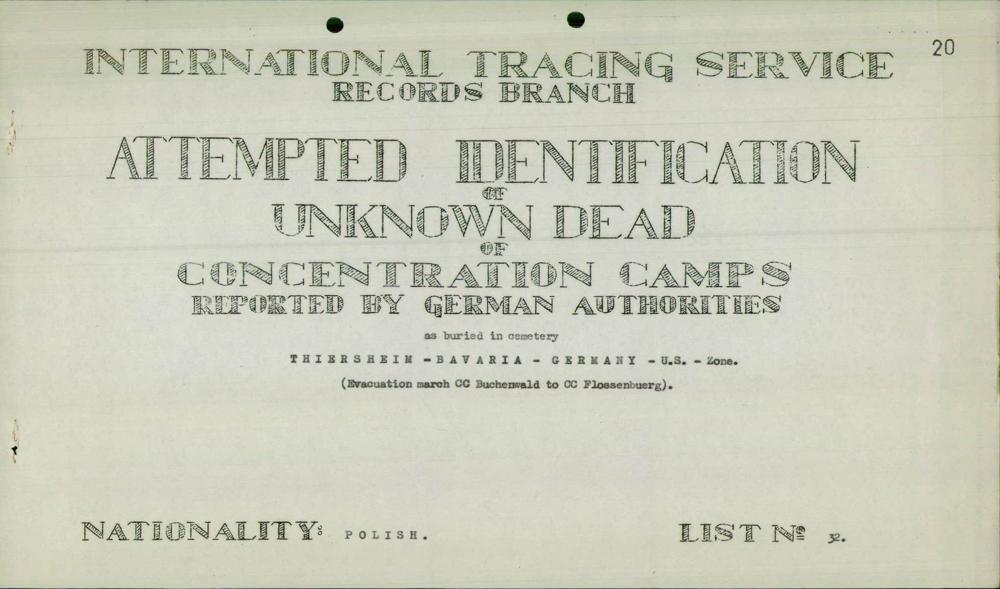 20
INTERNATIONAL TRACING SERVICE
RECORDS BRANCH
ATTEMPTED IDENTIFICATION
OF
UNKNOWN DEAD
OF
CONCENTRATION CAMPS
REPORTED BY GERMAN AUTHORITIES
as buried in cemetery
THIERSHEIM - BAVARIA - GERMANY - U.S. - Zone.
(Evacuation march CC Buchenwald to CC Flossenbuerg).
NATIONALITY: POLISH.
LIST No 32.